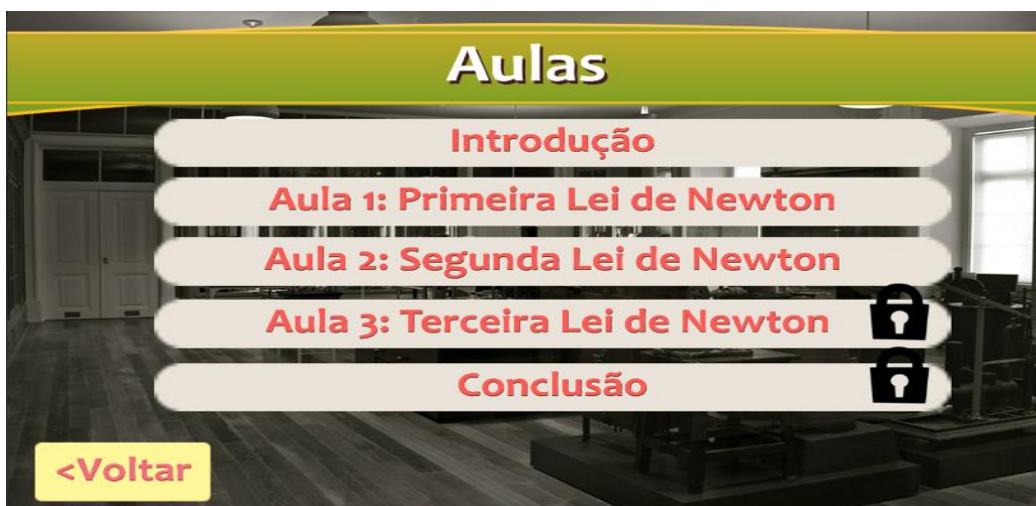 Aulas
Introdução
Aula 1: Primeira Lei de Newton
Aula 2: Segunda Lei de Newton
Aula 3: Terceira Lei de Newton
Conclusão
<Voltar